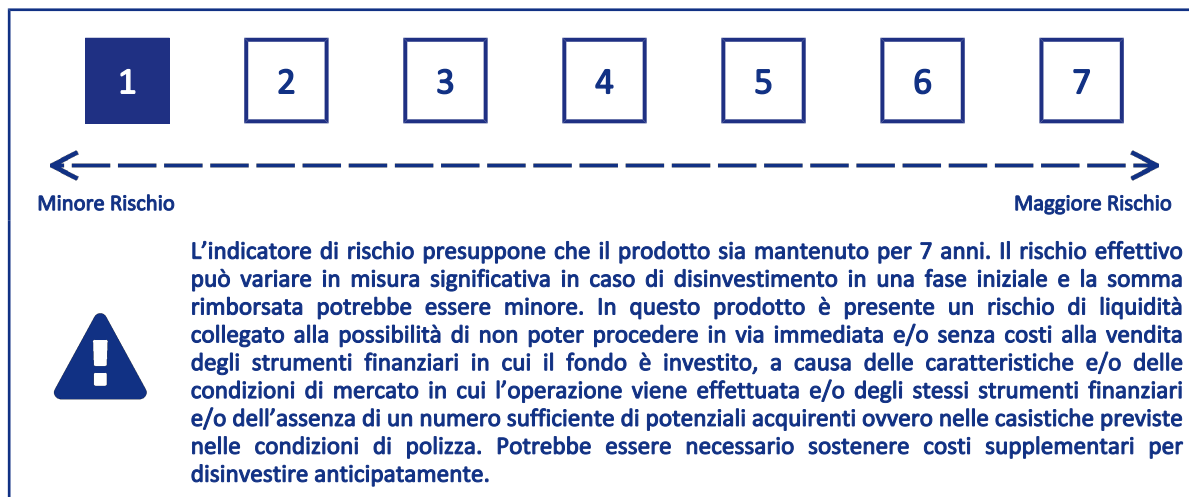 1 2 3 4 5 6 7
Minore Rischio Maggiore Rischio
L'indicatore di rischio presuppone che il prodotto sia mantenuto per 7 anni. Il rischio effettivo
può variare in misura significativa in caso di disinvestimento in una fase iniziale e la somma
rimborsata potrebbe essere minore. In questo prodotto è presente un rischio di liquidità
collegato alla possibilità di non poter procedere in via immediata e/o senza costi alla vendita
degli strumenti finanziari in cui il fondo è investito, a causa delle caratteristiche e/o delle
condizioni di mercato in cui l'operazione viene effettuata e/o degli stessi strumenti finanziari
e/o dell'assenza di un numero sufficiente di potenziali acquirenti ovvero nelle casistiche previste
nelle condizioni di polizza. Potrebbe essere necessario sostenere costi supplementari per
disinvestire anticipatamente.